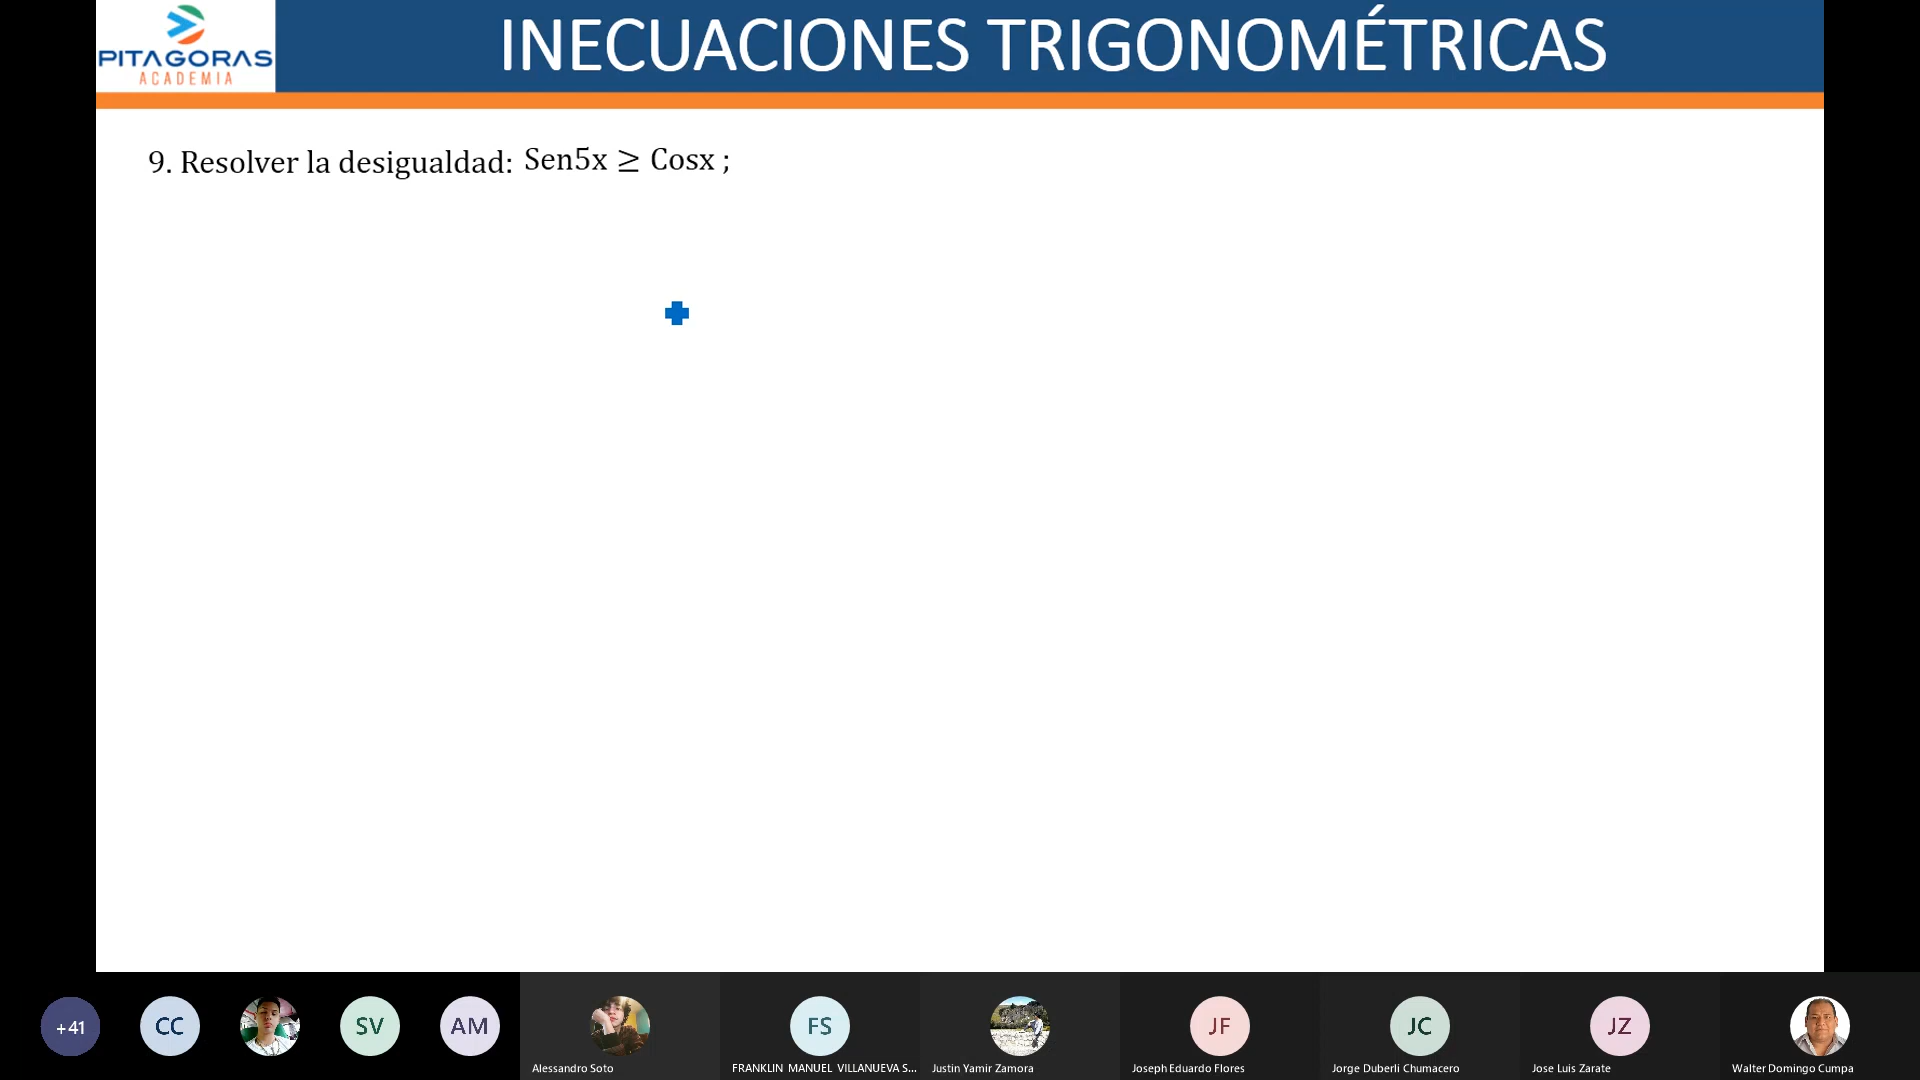 PITAGORAS
ACADEMIA
INECUACIONES TRIGONOMÉTRICAS
9. Resolver la desigualdad: Sen5x ≥ Cosx ;
+41
CC
SV
AM
FS
JF
JC
JZ
Alessandro Soto
FRANKLIN MANUEL VILLANUEVA S...
Justin Yamir Zamora
Joseph Eduardo Flores
Jorge Duberli Chumacero
Jose Luis Zarate
Walter Domingo Cumpa